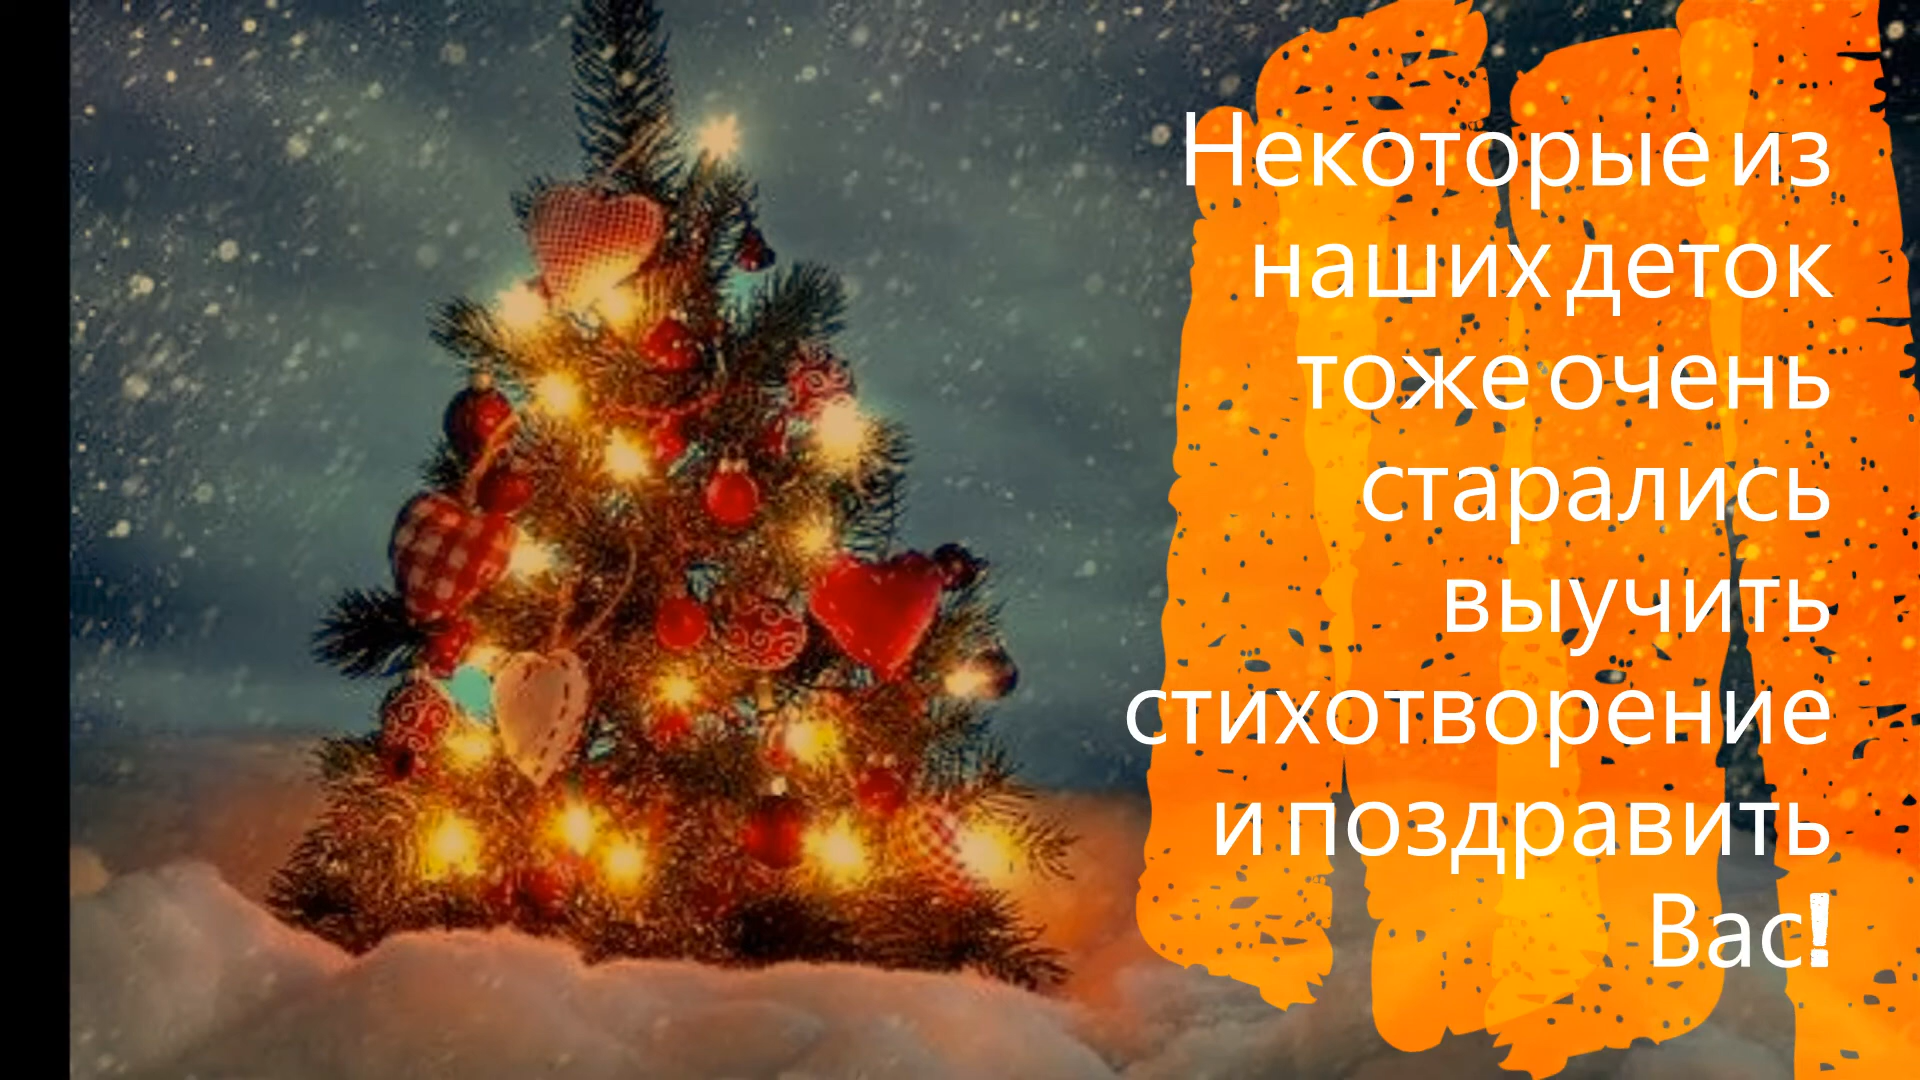 Некоторые из
наших деток
тоже очень
старались
выучить
стихотворение
и поздравить
Вас!